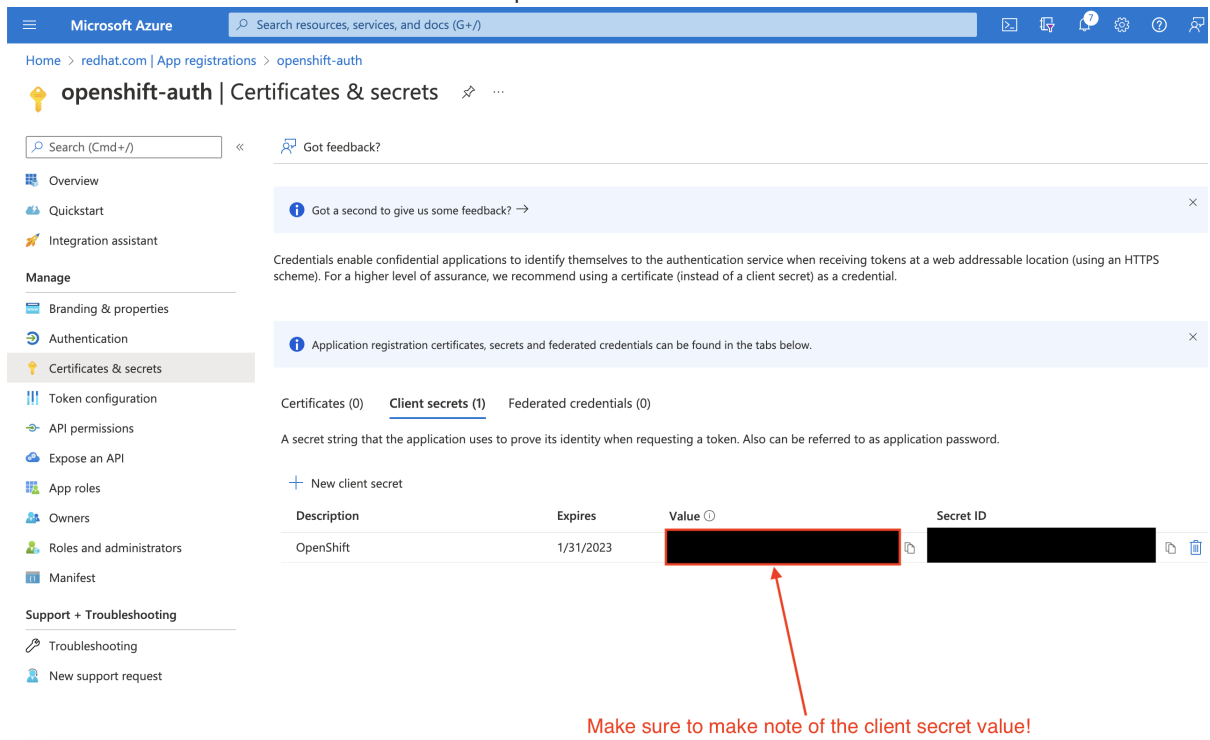 Microsoft Azure
Search resources, services, and docs (G+/)
7
Home > redhat.com | App registrations > openshift-auth
openshift-auth | Certificates & secrets
Search (Cmd+/)
«
Got feedback?
Overview
Quickstart
Integration assistant
Manage
Branding & properties
Authentication
Certificates & secrets
Token configuration
API permissions
Expose an API
App roles
Owners
Roles and administrators
Manifest
Support + Troubleshooting
Troubleshooting
New support request
Got a second to give us some feedback? →
Credentials enable confidential applications to identify themselves to the authentication service when receiving tokens at a web addressable location (using an HTTPS
scheme). For a higher level of assurance, we recommend using a certificate (instead of a client secret) as a credential.
Application registration certificates, secrets and federated credentials can be found in the tabs below.
Certificates (0) Client secrets (1) Federated credentials (0)
A secret string that the application uses to prove its identity when requesting a token. Also can be referred to as application password.
+ New client secret
Description Expires Value Secret ID
OpenShift 1/31/2023
Make sure to make note of the client secret value!